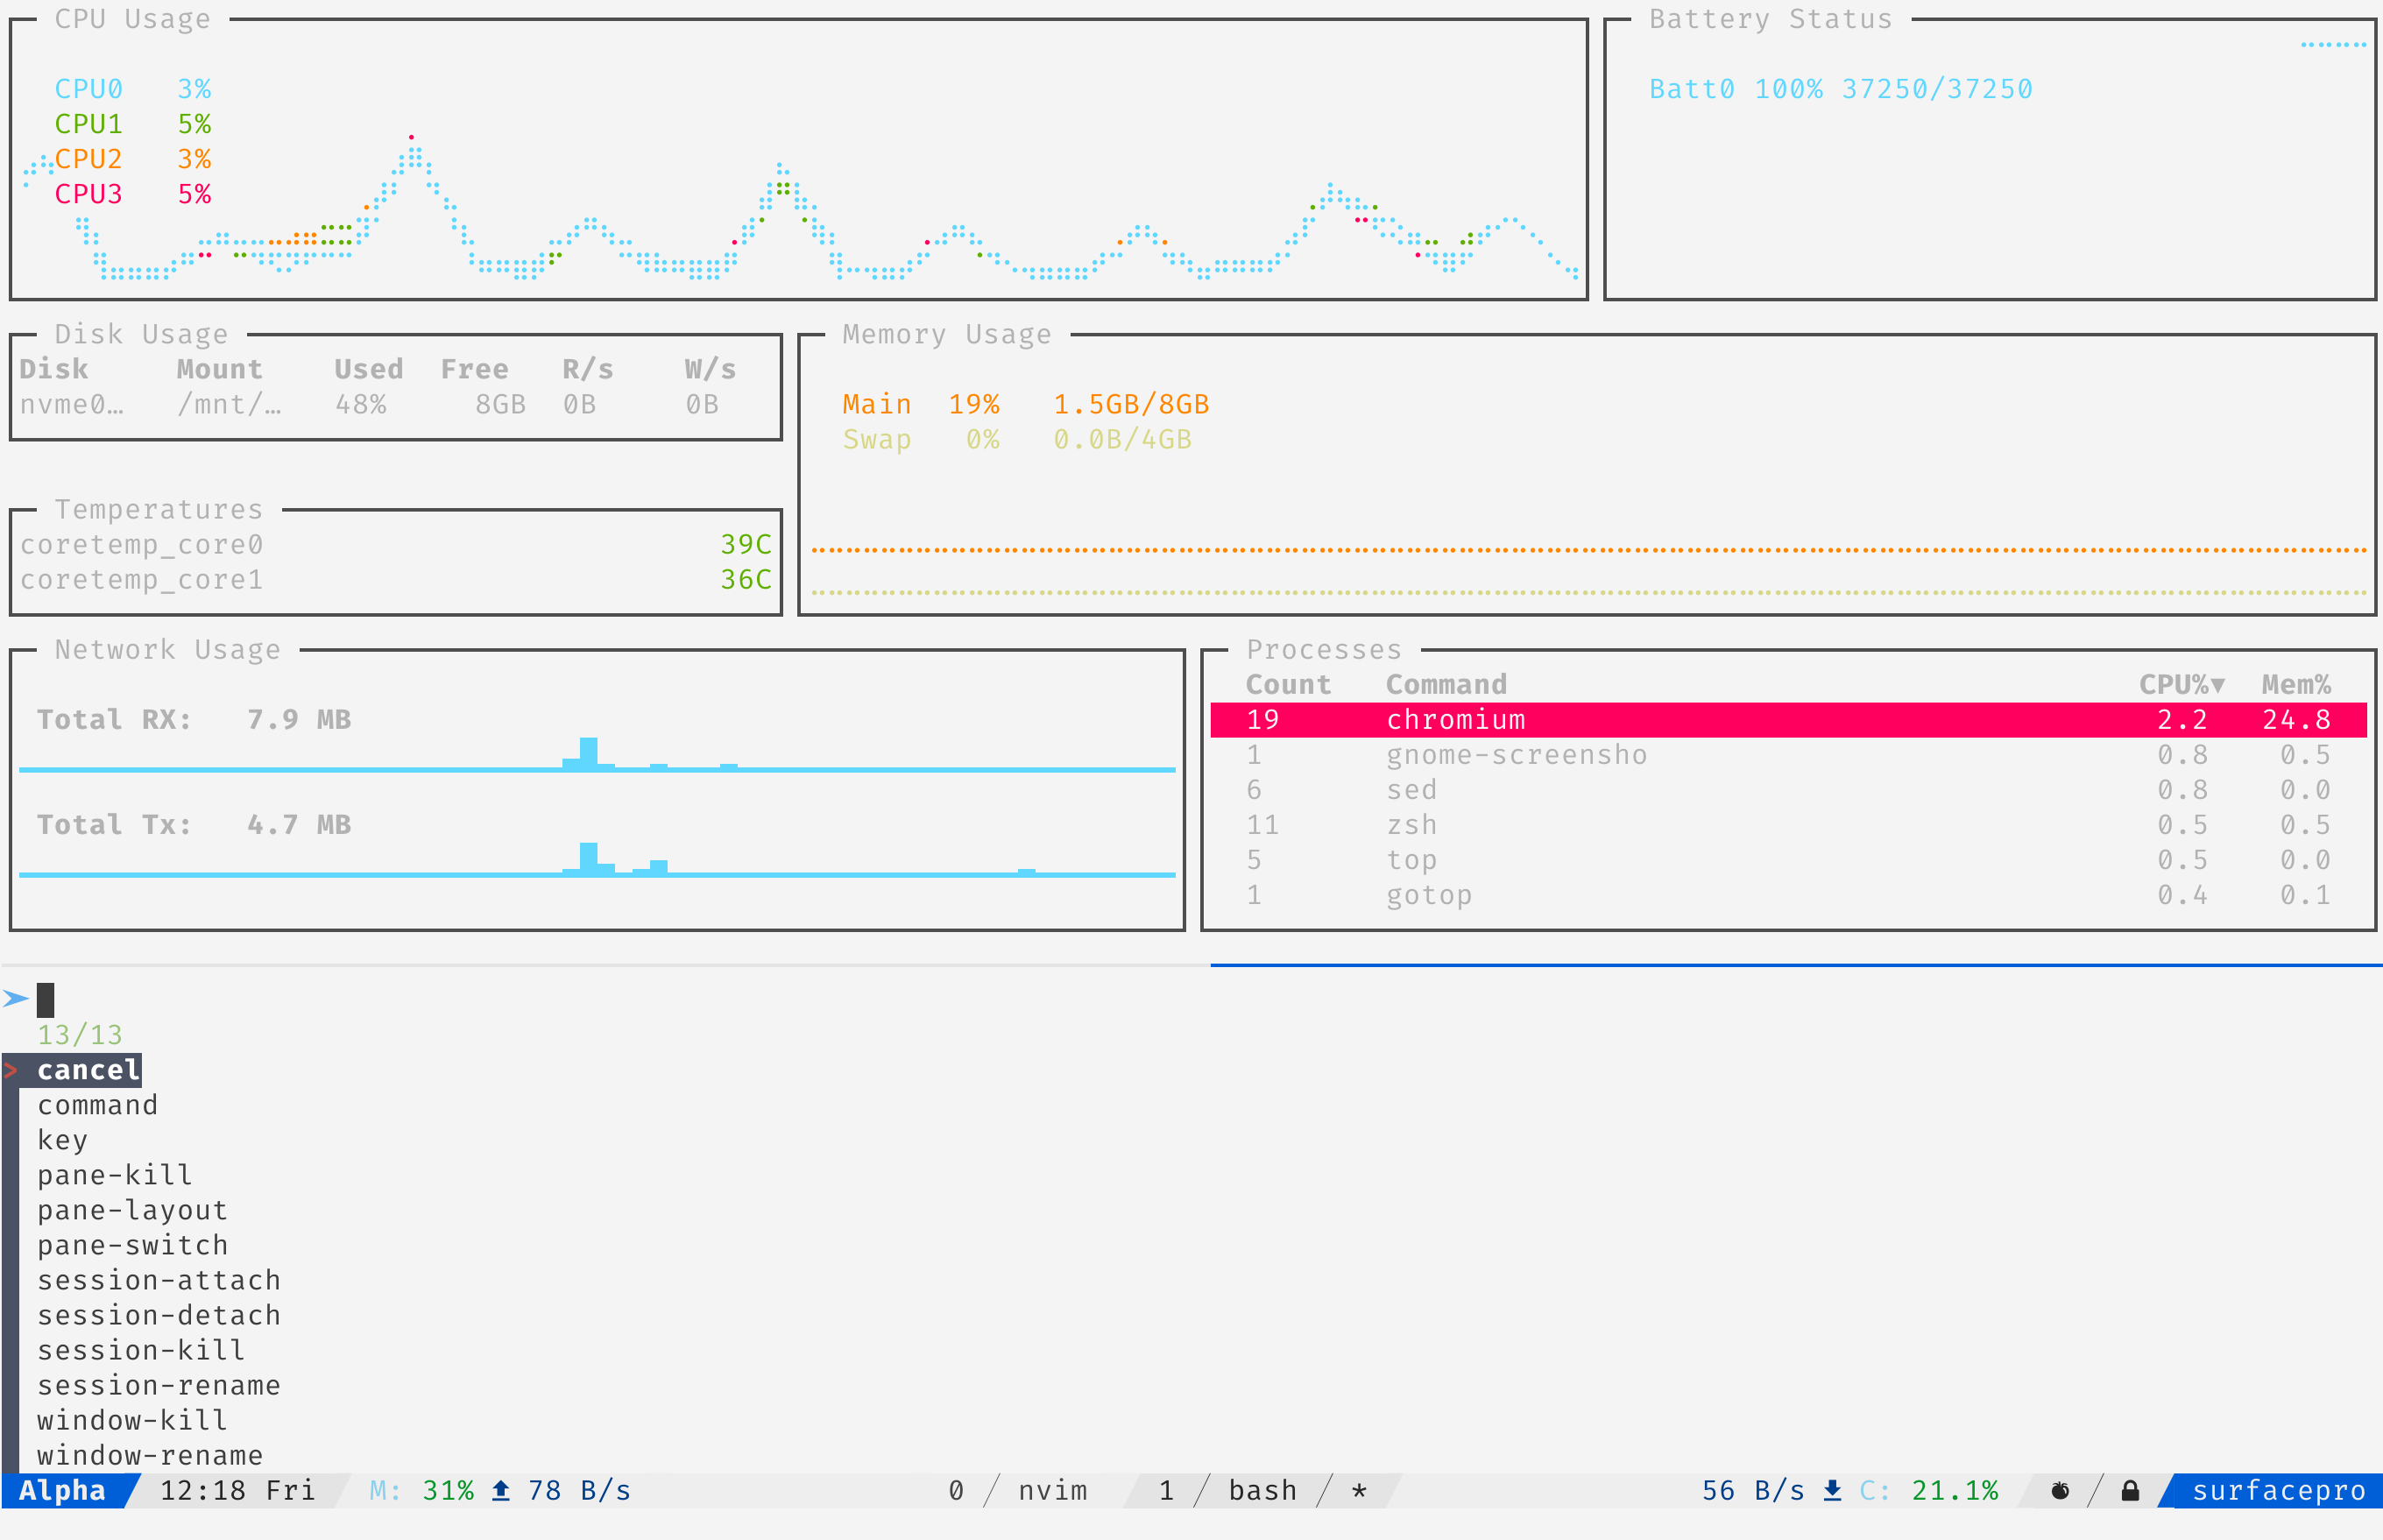 CPU Usage
CPU0 3%
CPU1 5%
CPU2 3%
CPU3 5%
Battery Status
Batt0 100% 37250/37250
Disk Usage
Disk Mount Used Free R/s W/s
nvme0… /mnt/… 48% 8GB 0B 0B
Memory Usage
Main 19% 1.5GB/8GB
Swap 0% 0.0B/4GB
Temperatures
coretemp_core0 39C
coretemp_core1 36C
Network Usage
Total RX: 7.9 MB
Total Tx: 4.7 MB
Processes
Count Command CPU%▼ Mem%
19 chromium 2.2 24.8
1 gnome-screensho 0.8 0.5
6 sed 0.8 0.0
11 zsh 0.5 0.5
5 top 0.5 0.0
1 gotop 0.4 0.1
➤
13/13
> cancel
command
key
pane-kill
pane-layout
pane-switch
session-attach
session-detach
session-kill
session-rename
window-kill
window-rename
Alpha 12:18 Fri M: 31% 78 B/s 0 / nvim 1 / bash / * 56 B/s C: 21.1% surfacepro